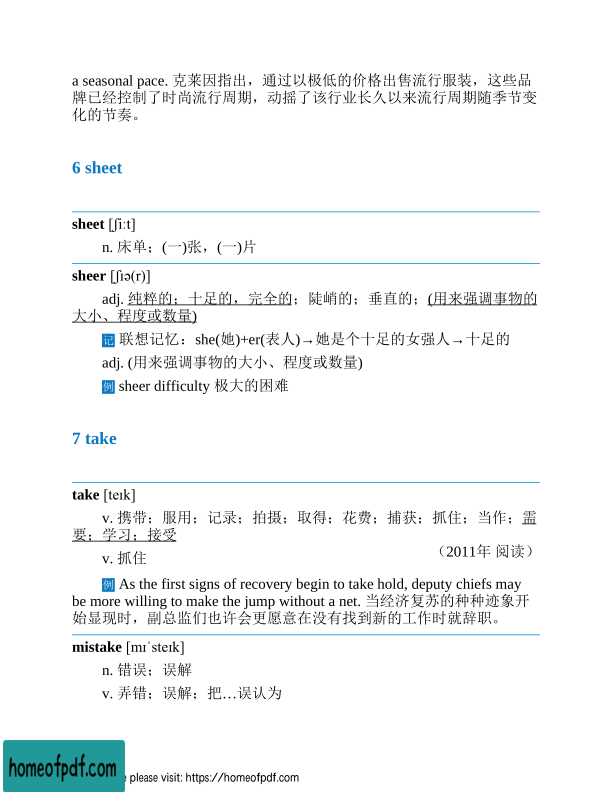 a seasonal pace. 克莱因指出，通过以极低的价格出售流行服装，这些品
牌已经控制了时尚流行周期，动摇了该行业长久以来流行周期随季节变
化的节奏。
6 sheet
sheet [ʃiːt]
n. 床单；(一)张，(一)片
sheer [ʃɪə(r)]
adj. 纯粹的；十足的，完全的；陡峭的；垂直的；(用来强调事物的
大小、程度或数量)
记 联想记忆：she(她)+er(表人)→她是个十足的女强人→十足的
adj. (用来强调事物的大小、程度或数量)
例 sheer difficulty 极大的困难
7 take
take [teɪk]
v. 携带；服用；记录；拍摄；取得；花费；捕获；抓住；当作；需
要；学习；接受
（2011年 阅读）
v. 抓住
例 As the first signs of recovery begin to take hold, deputy chiefs may
be more willing to make the jump without a net. 当经济复苏的种种迹象开
始显现时，副总监们也许会更愿意在没有找到新的工作时就辞职。
mistake [mɪˈsteɪk]
n. 错误；误解
v. 弄错；误解；把…误认为
homeofpdf.com
please visit: https://homeofpdf.com